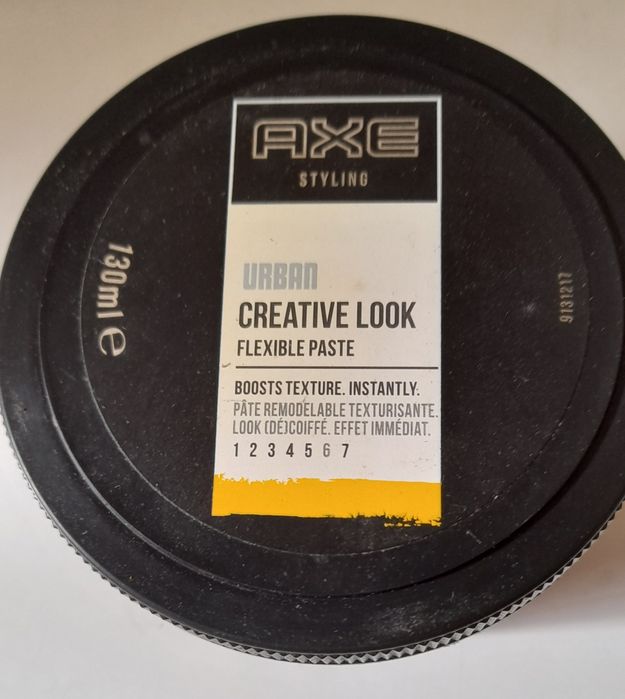 AXE
STYLING
URBAN
CREATIVE LOOK
FLEXIBLE PASTE
BOOSTS TEXTURE. INSTANTLY.
PÂTE REMODELABLE TEXTURISANTE.
LOOK (DÉ)COIFFÉ. EFFET IMMÉDIAT.
1 2 3 4 5 6 7
130ml e
9131217